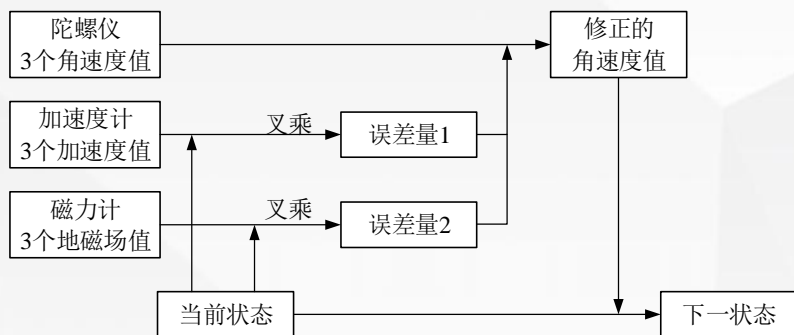 陀螺仪
3个角速度值
修正的
角速度值
加速度计
3个加速度值
叉乘
误差量1
磁力计
3个地磁场值
叉乘
误差量2
当前状态
下一状态